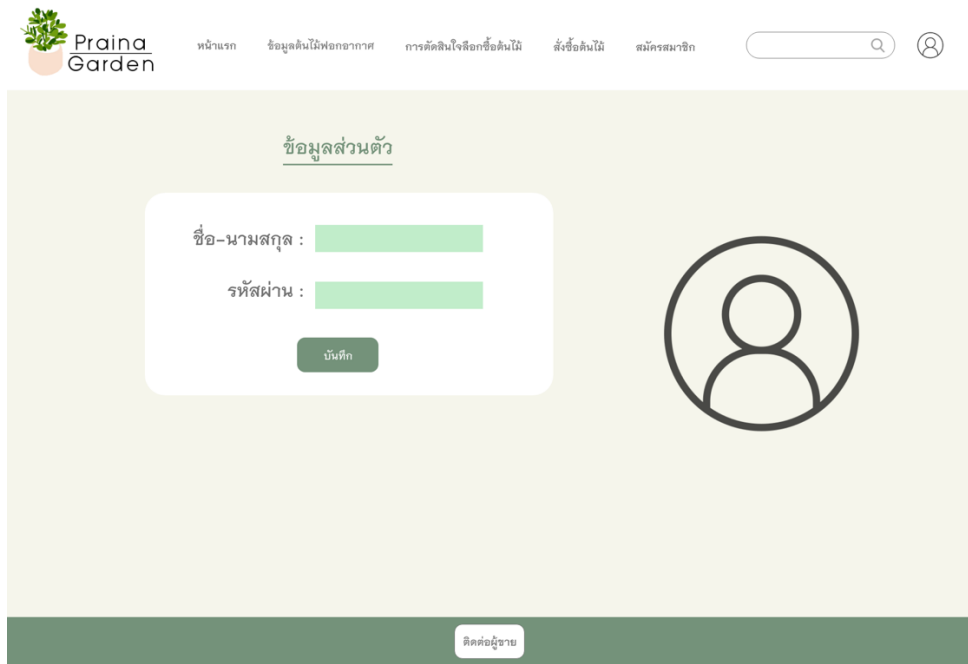 Praina
Garden
หน้าแรก
ข้อมูลต้นไม้ฟอกอากาศ
การตัดสินใจลือกซื้อต้นไม้
สั่งซื้อต้นไม้
สมัครสมาชิก
ข้อมูลส่วนตัว
ชื่อ-นามสกุล :
รหัสผ่าน :
บันทึก
ติดต่อผู้ขาย